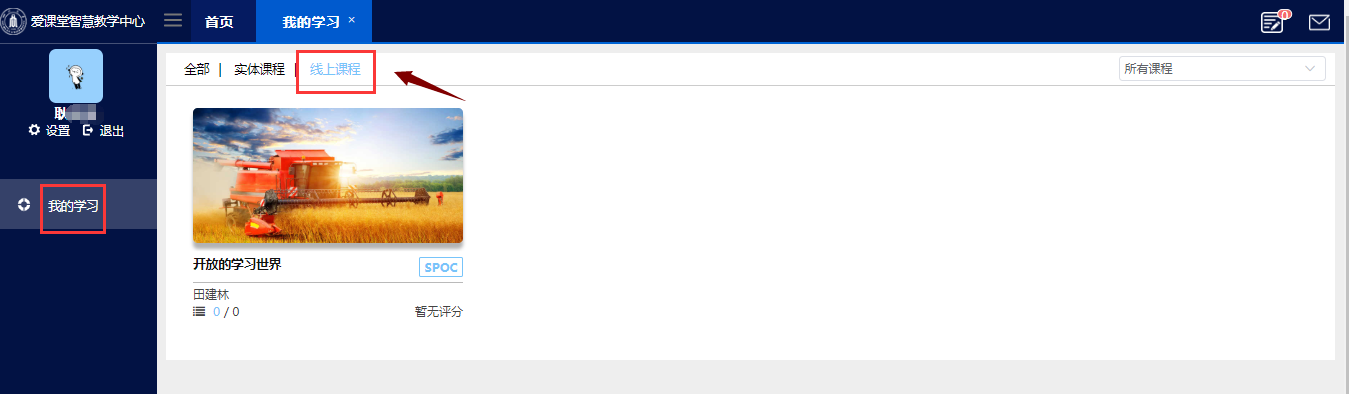 爱课堂智慧教学中心
首页
我的学习 ×
0
设置 退出
我的学习
全部 | 实体课程 | 线上课程
所有课程
开放的学习世界
SPOC
田建林
0 / 0
暂无评分